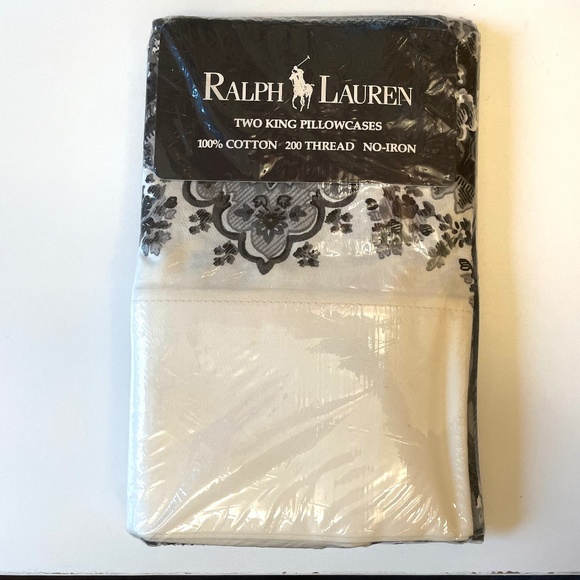 RALPH LAUREN
TWO KING PILLOWCASES
100% COTTON 200 THREAD NO-IRON